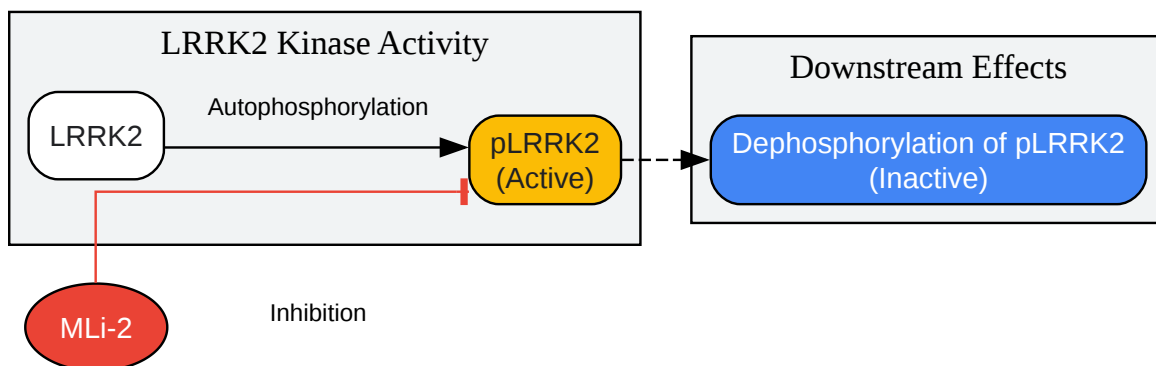 LRRK2 Kinase Activity
Autophosphorylation
LRRK2
pLRRK2
(Active)
Downstream Effects
Dephosphorylation of pLRRK2
(Inactive)
MLi-2
Inhibition